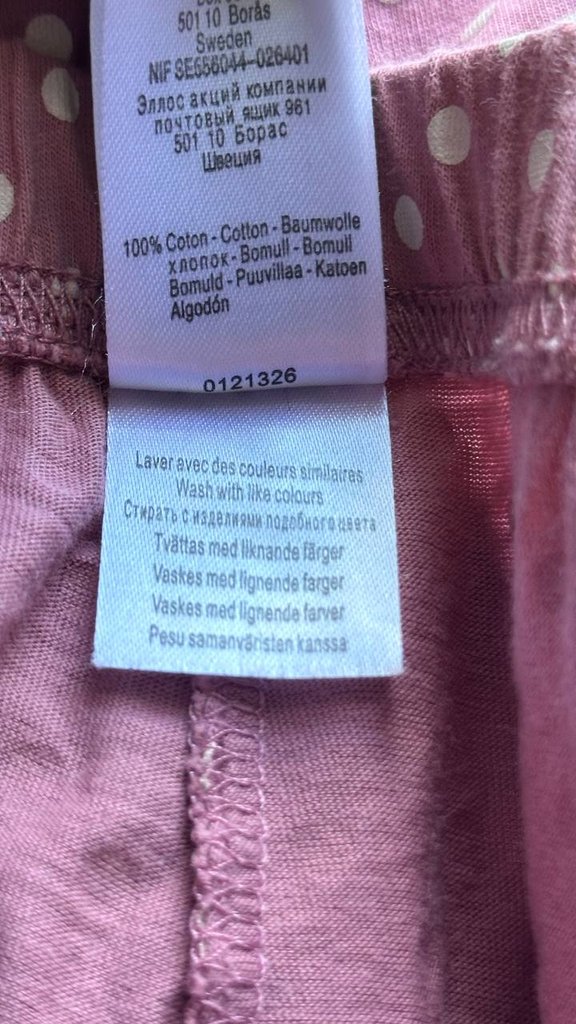 501 10 Borås
Sweden
NIF SE556044-026401
Эллос акций компании
почтовый ящик 961
501 10 Борас
Швеция
100% Coton - Cotton - Baumwolle
хлопок - Bomull - Bomull
Bomuld - Puuvillaa - Katoen
Algodón
0121326
Laver avec des couleurs similaires
Wash with like colours
Стирать с изделиями подобного цвета
Tvättas med liknande färger
Vaskes med lignende farger
Vaskes med lignende farver
Pesu samanväristen kanssa